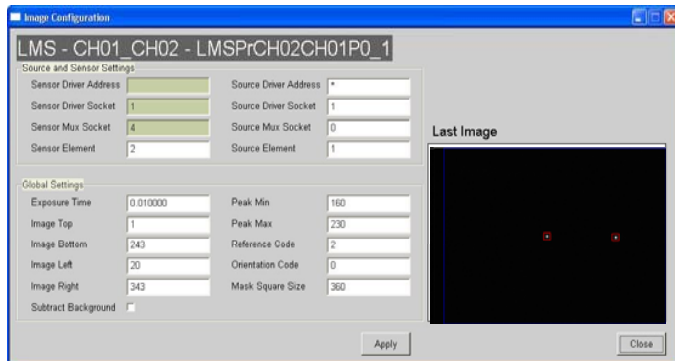 Image Configuration
LMS - CH01_CH02 - LMSPrCH02CH01P0_1
Source and Sensor Settings
Sensor Driver Address Source Driver Address *
Sensor Driver Socket 1 Source Driver Socket 1
Sensor Mux Socket 4 Source Mux Socket 0
Sensor Element 2 Source Element 1
Last Image
Global Settings
Exposure Time 0.010000 Peak Min 160
Image Top 1 Peak Max 230
Image Bottom 243 Reference Code 2
Image Left 20 Orientation Code 0
Image Right 343 Mask Square Size 360
Subtract Background
Apply Close